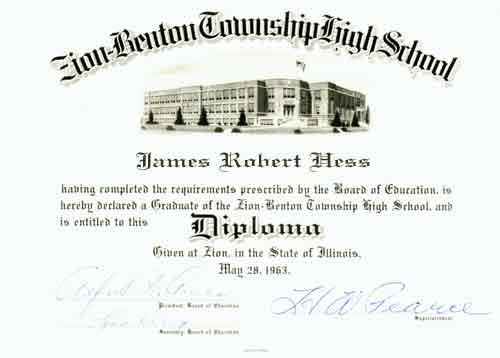 Zion-Benton Township High School
James Robert Hess
having completed the requirements prescribed by the Board of Education, is
hereby declared a Graduate of the Zion-Benton Township High School, and
is entitled to this Diploma
Given at Zion, in the State of Illinois,
May 28, 1963.
President Board of Education
H W Pearce
Superintendent
Secretary Board of Education